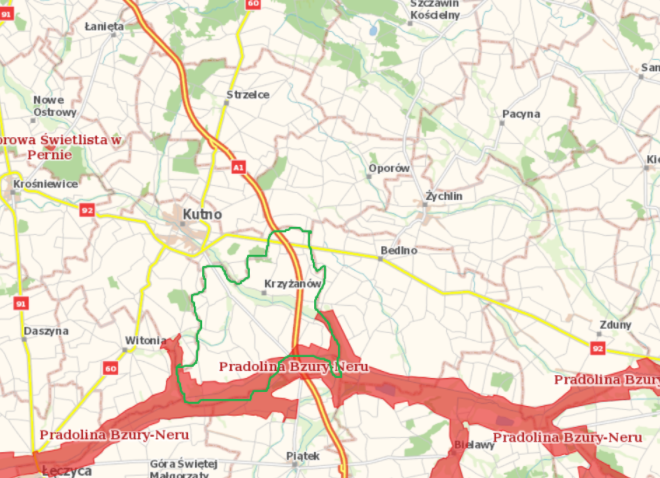 Szczawin
Kościelny
60
91
Łanięta
Strzelce
Nowe
Ostrowy
Pacyna
orowa Świetlista w
Pernie
A1
Oporów
Krośniewice
Żychlin
92
Kutno
Bedlno
Krzyżanów
91
Daszyna
Witonia
Zduny
92
60
Pradolina Bzury-Neru
Pradolina Bzury
Pradolina Bzury-Neru
Pradolina Bzury-Neru
Bielawy
Piątek
Góra Świętej
Małgorzaty
Łęczyca